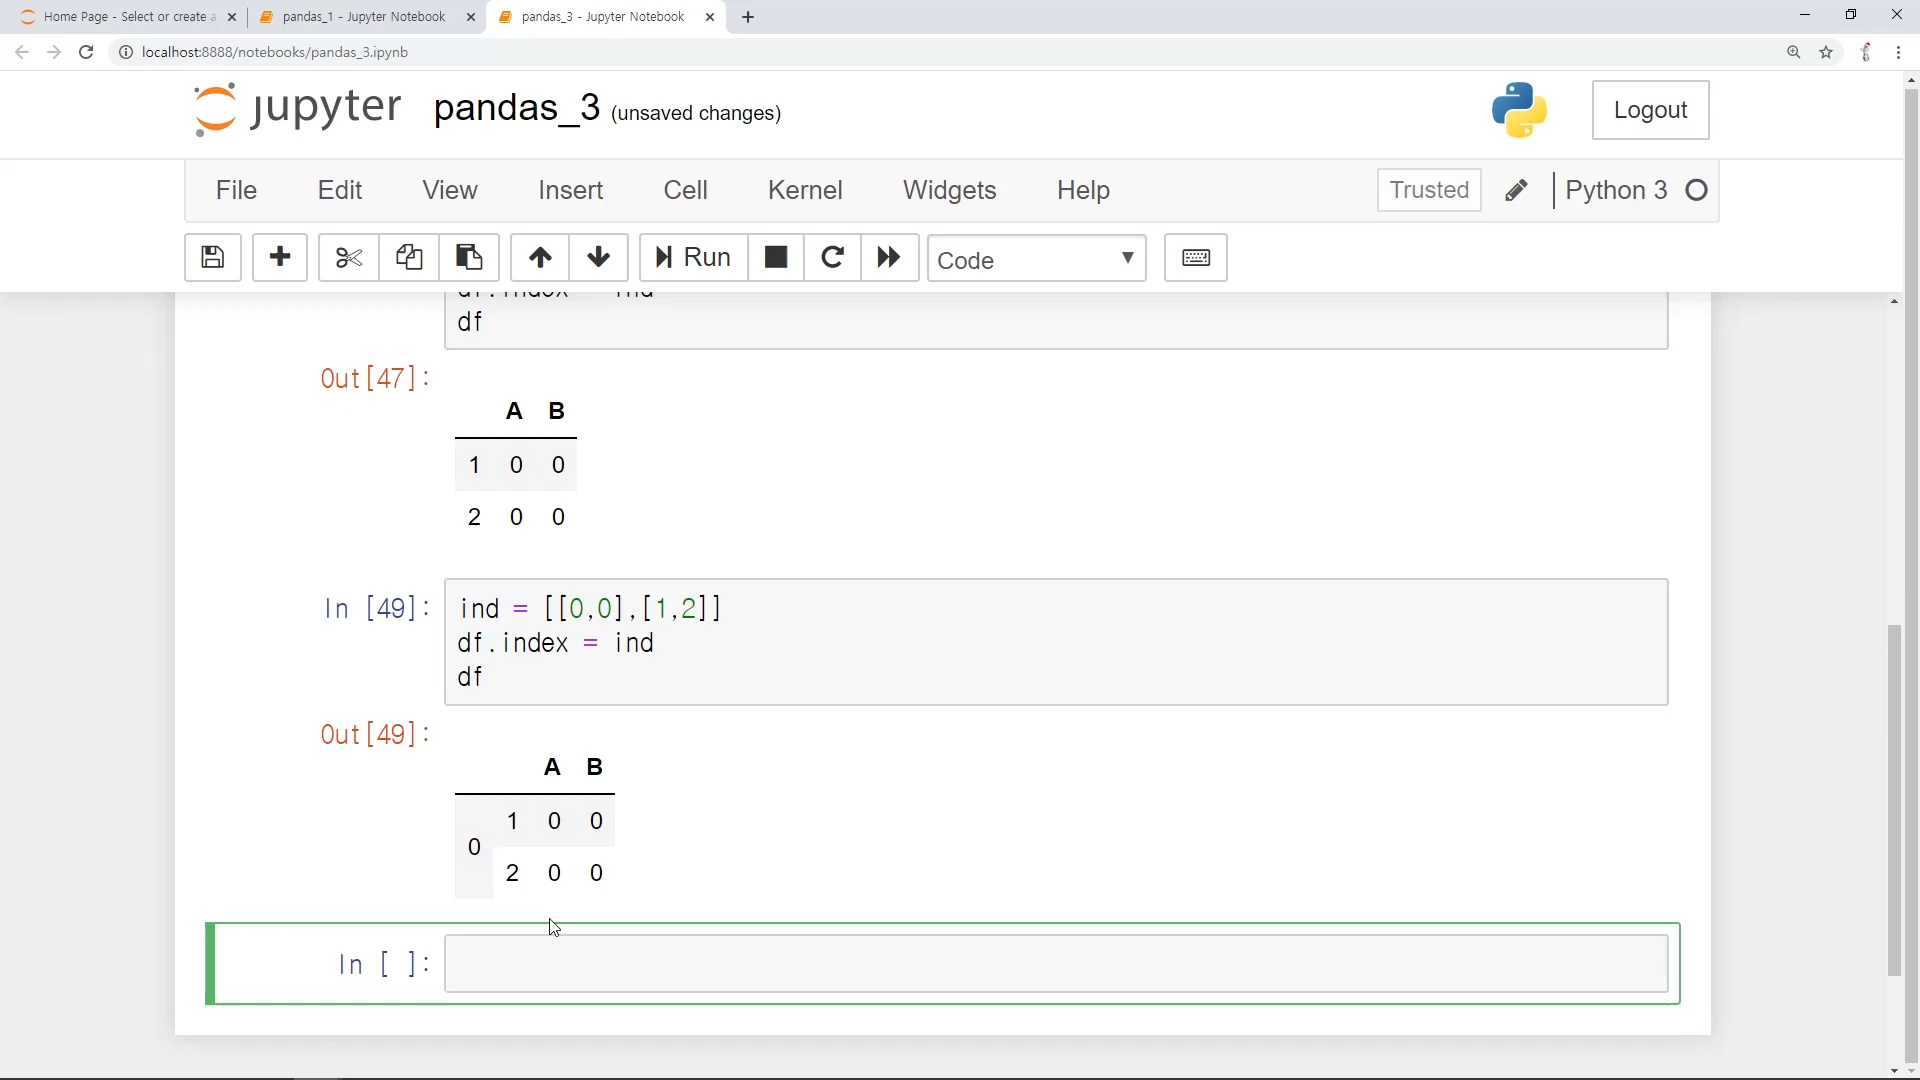 Home Page - Select or create a
pandas_1 - Jupyter Notebook
pandas_3 - Jupyter Notebook
localhost:8888/notebooks/pandas_3.ipynb
jupyter pandas_3 (unsaved changes)
Logout
File Edit View Insert Cell Kernel Widgets Help
Trusted
Python 3
Run
Code
df.index = ind
df
Out[47]:
A B
1 0 0
2 0 0
In [49]:
ind = [[0,0],[1,2]]
df.index = ind
df
Out[49]:
A B
0 1 0 0
2 0 0
In [ ]: